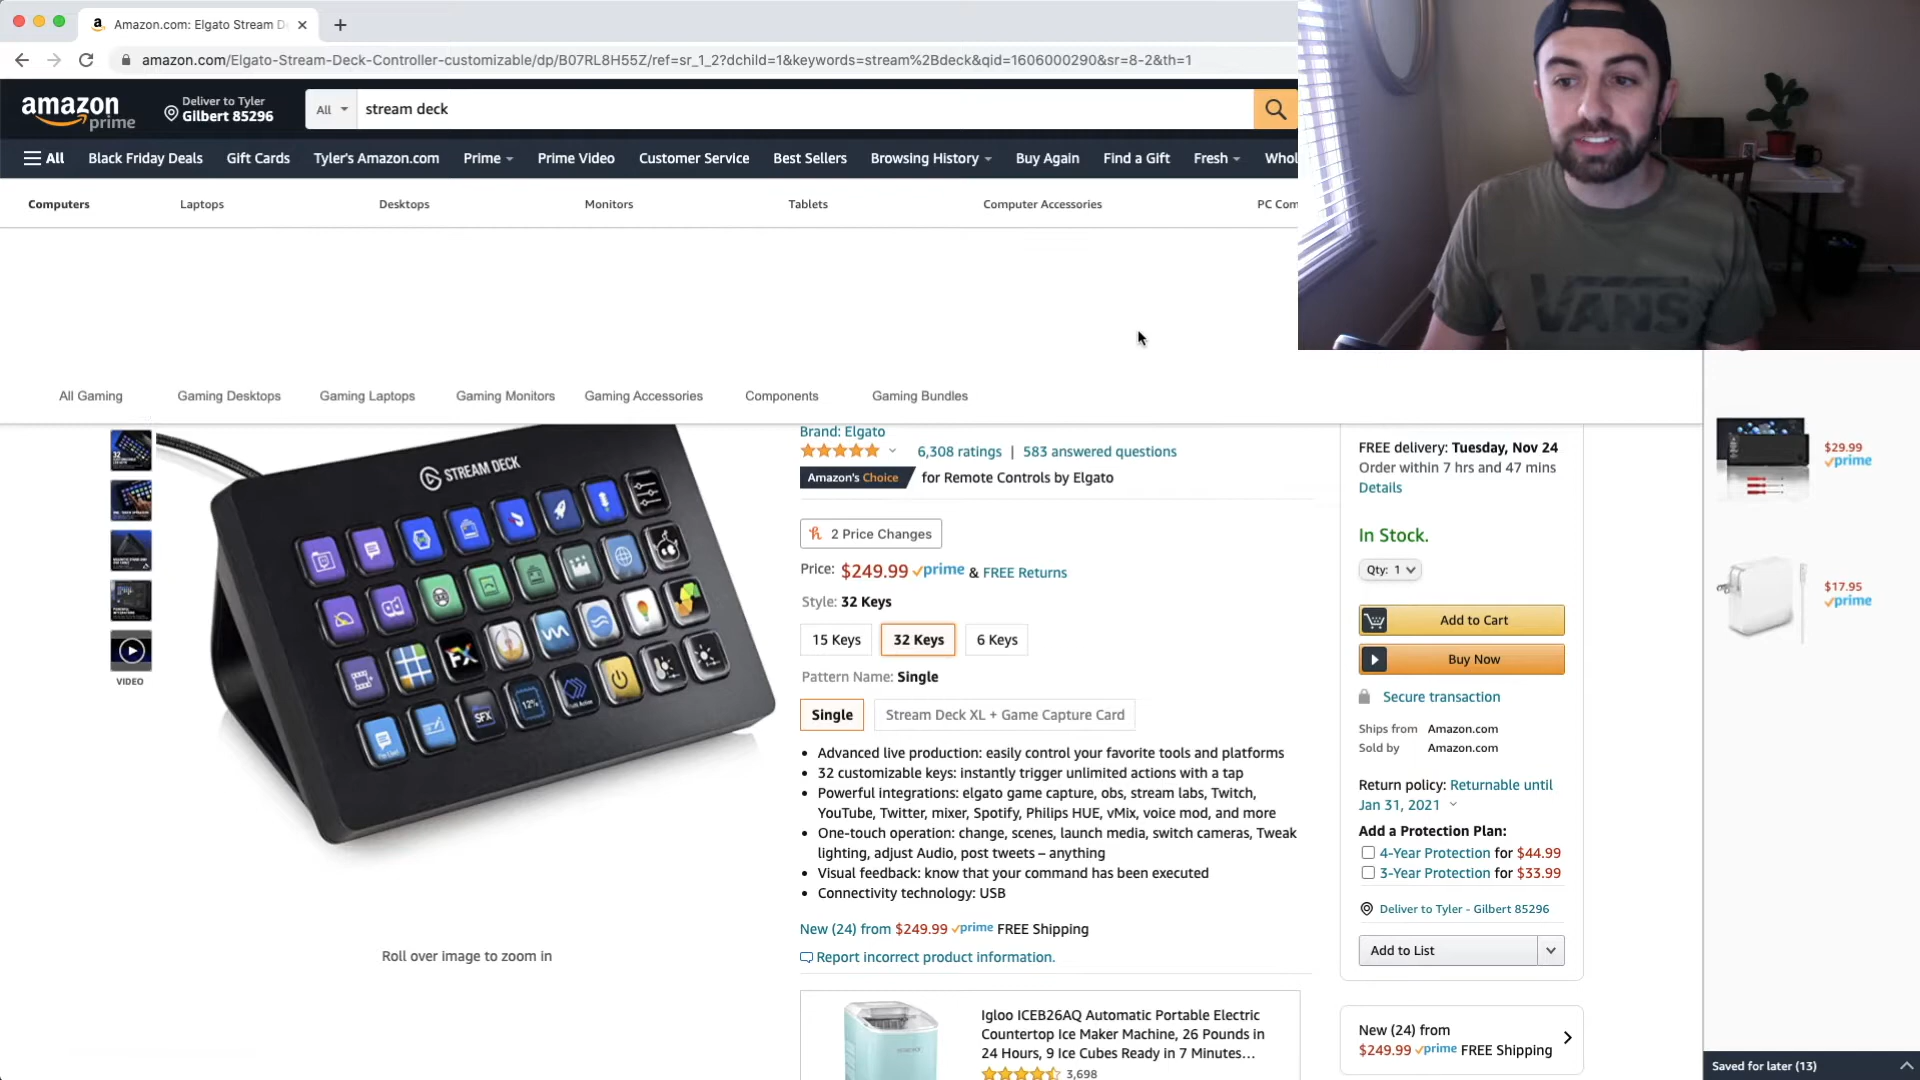 Amazon.com: Elgato Stream D
amazon.com/Elgato-Stream-Deck-Controller-customizable/dp/B07RL8H55Z/ref=sr_1_2?dchild=1&keywords=stream%2Bdeck&qid=1606000290&sr=8-2&th=1
amazon prime
Deliver to Tyler
Gilbert 85296
All
stream deck
All Black Friday Deals Gift Cards Tyler's Amazon.com Prime Prime Video Customer Service Best Sellers Browsing History Buy Again Find a Gift Fresh Whol
Computers Laptops Desktops Monitors Tablets Computer Accessories PC Com
VANS
All Gaming Gaming Desktops Gaming Laptops Gaming Monitors Gaming Accessories Components Gaming Bundles
STREAM DECK
FX
SFX
12%
VIDEO
Roll over image to zoom in
Brand: Elgato
6,308 ratings | 583 answered questions
Amazon's Choice for Remote Controls by Elgato
2 Price Changes
Price: $249.99 prime & FREE Returns
Style: 32 Keys
15 Keys 32 Keys 6 Keys
Pattern Name: Single
Single Stream Deck XL + Game Capture Card
• Advanced live production: easily control your favorite tools and platforms
• 32 customizable keys: instantly trigger unlimited actions with a tap
• Powerful integrations: elgato game capture, obs, stream labs, Twitch,
YouTube, Twitter, mixer, Spotify, Philips HUE, vMix, voice mod, and more
• One-touch operation: change, scenes, launch media, switch cameras, Tweak
lighting, adjust Audio, post tweets – anything
• Visual feedback: know that your command has been executed
• Connectivity technology: USB
New (24) from $249.99 prime FREE Shipping
Report incorrect product information.
Igloo ICEB26AQ Automatic Portable Electric
Countertop Ice Maker Machine, 26 Pounds in
24 Hours, 9 Ice Cubes Ready in 7 Minutes...
3,698
FREE delivery: Tuesday, Nov 24
Order within 7 hrs and 47 mins
Details
In Stock.
Qty: 1
Add to Cart
Buy Now
Secure transaction
Ships from Amazon.com
Sold by Amazon.com
Return policy: Returnable until
Jan 31, 2021
Add a Protection Plan:
4-Year Protection for $44.99
3-Year Protection for $33.99
Deliver to Tyler - Gilbert 85296
Add to List
New (24) from
$249.99 prime FREE Shipping
$29.99
prime
$17.95
prime
Saved for later (13)